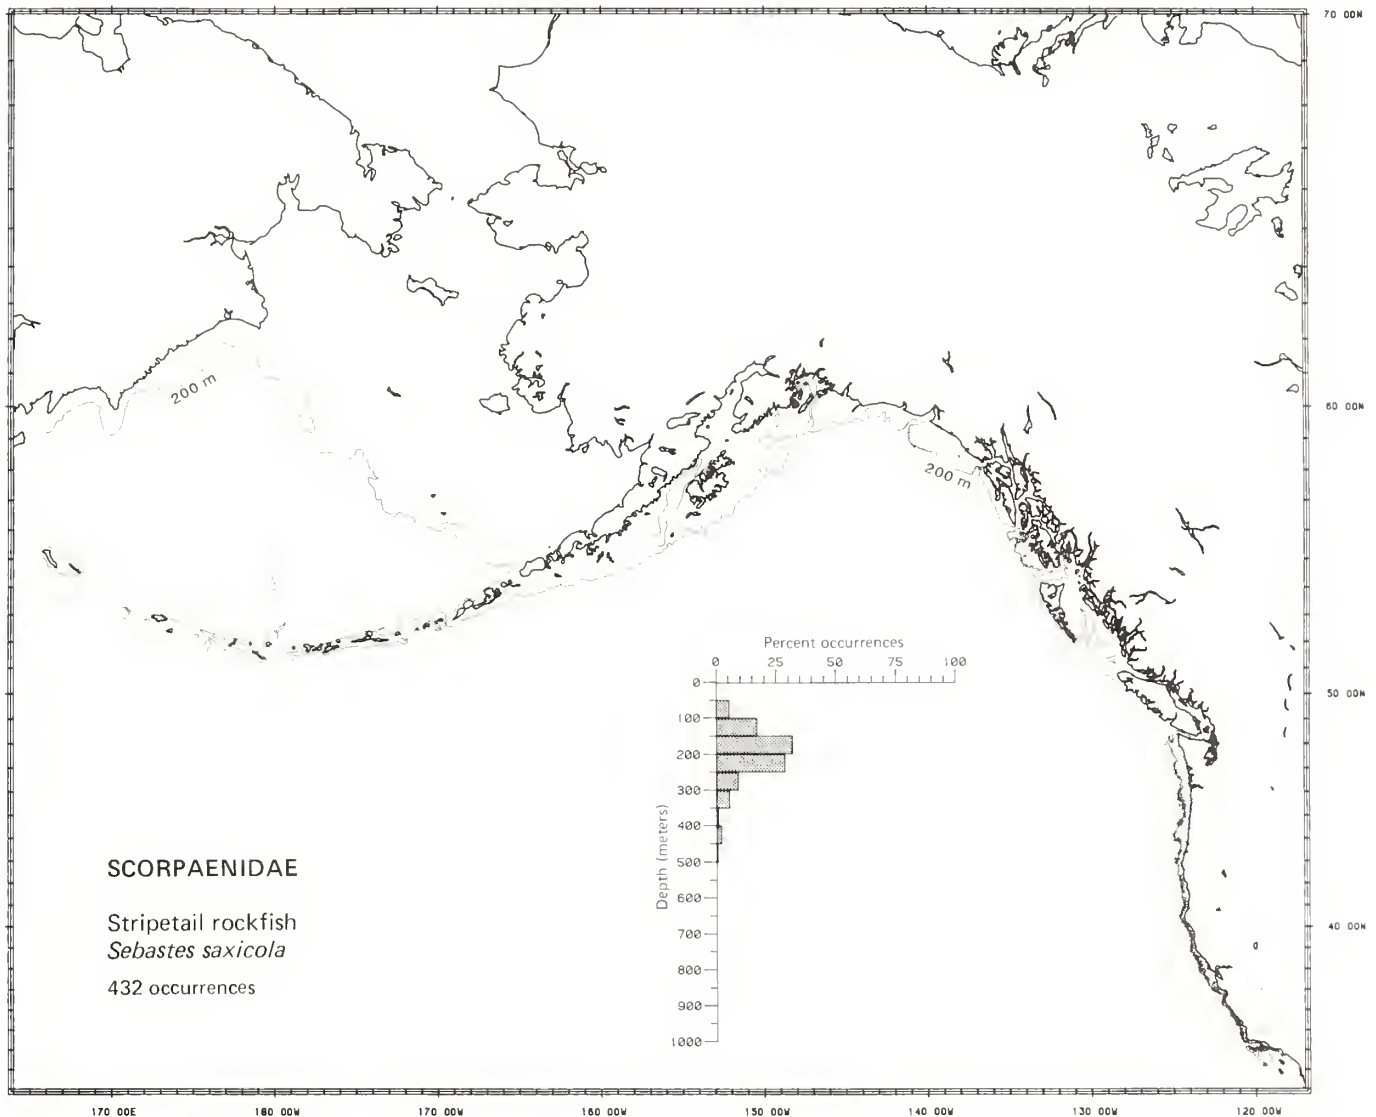 70 00N
200 m
60 00N
200 m
Percent occurrences
0 25 50 75 100
0
50 00N
100
200
300
400
500
600
700
800
900
1000
Depth (meters)
SCORPAENIDAE
Stripetail rockfish
Sebastes saxicola
432 occurrences
40 00N
170 00E 180 00W 170 00W 160 00W 150 00W 140 00W 130 00W 120 00W